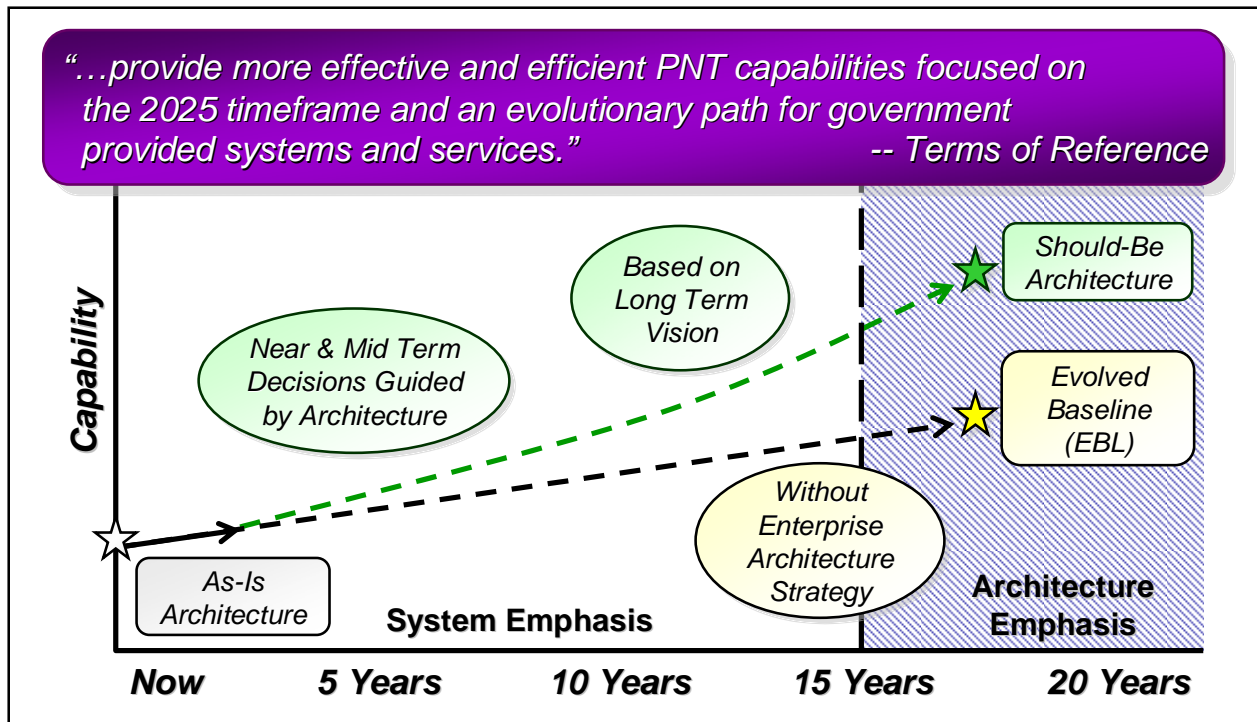 “…provide more effective and efficient PNT capabilities focused on
the 2025 timeframe and an evolutionary path for government
provided systems and services.” -- Terms of Reference
Capability
Should-Be
Architecture
Based on
Long Term
Vision
Near & Mid Term
Decisions Guided
by Architecture
Evolved
Baseline
(EBL)
Without
Enterprise
Architecture
Strategy
As-Is
Architecture
System Emphasis
Architecture
Emphasis
Now 5 Years 10 Years 15 Years 20 Years